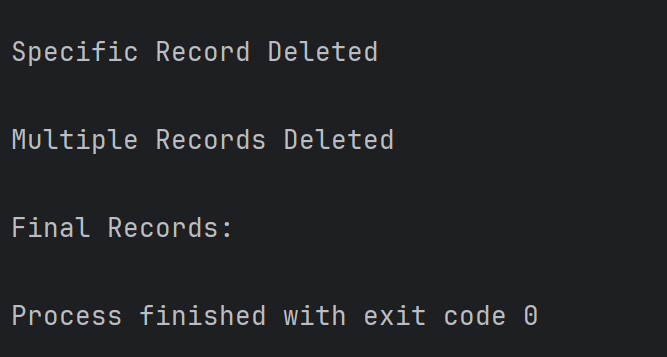 Specific Record Deleted
Multiple Records Deleted
Final Records:
Process finished with exit code 0